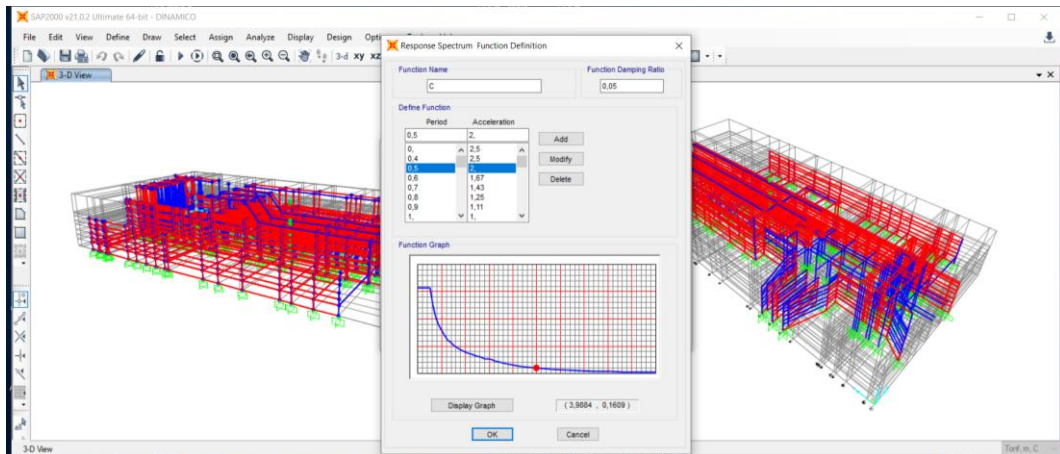 SAP2000 v21.0.2 Ultimate 64-bit - DINAMICO
File Edit View Define Draw Select Assign Analyze Display Design
3-d xy xz
3-D View
Response Spectrum Function Definition
Function Name
C
Function Damping Ratio
0,05
Define Function
Period Acceleration
0,5 2,
Add
0, 2,5
0,4 2,5
Modify
0,5 2,
0,6 1,67
Delete
0,7 1,43
0,8 1,25
0,9 1,11
1, 1,
Function Graph
Display Graph
( 3,9884 , 0,1609 )
OK
Cancel
3-D View
Tonf, m, C